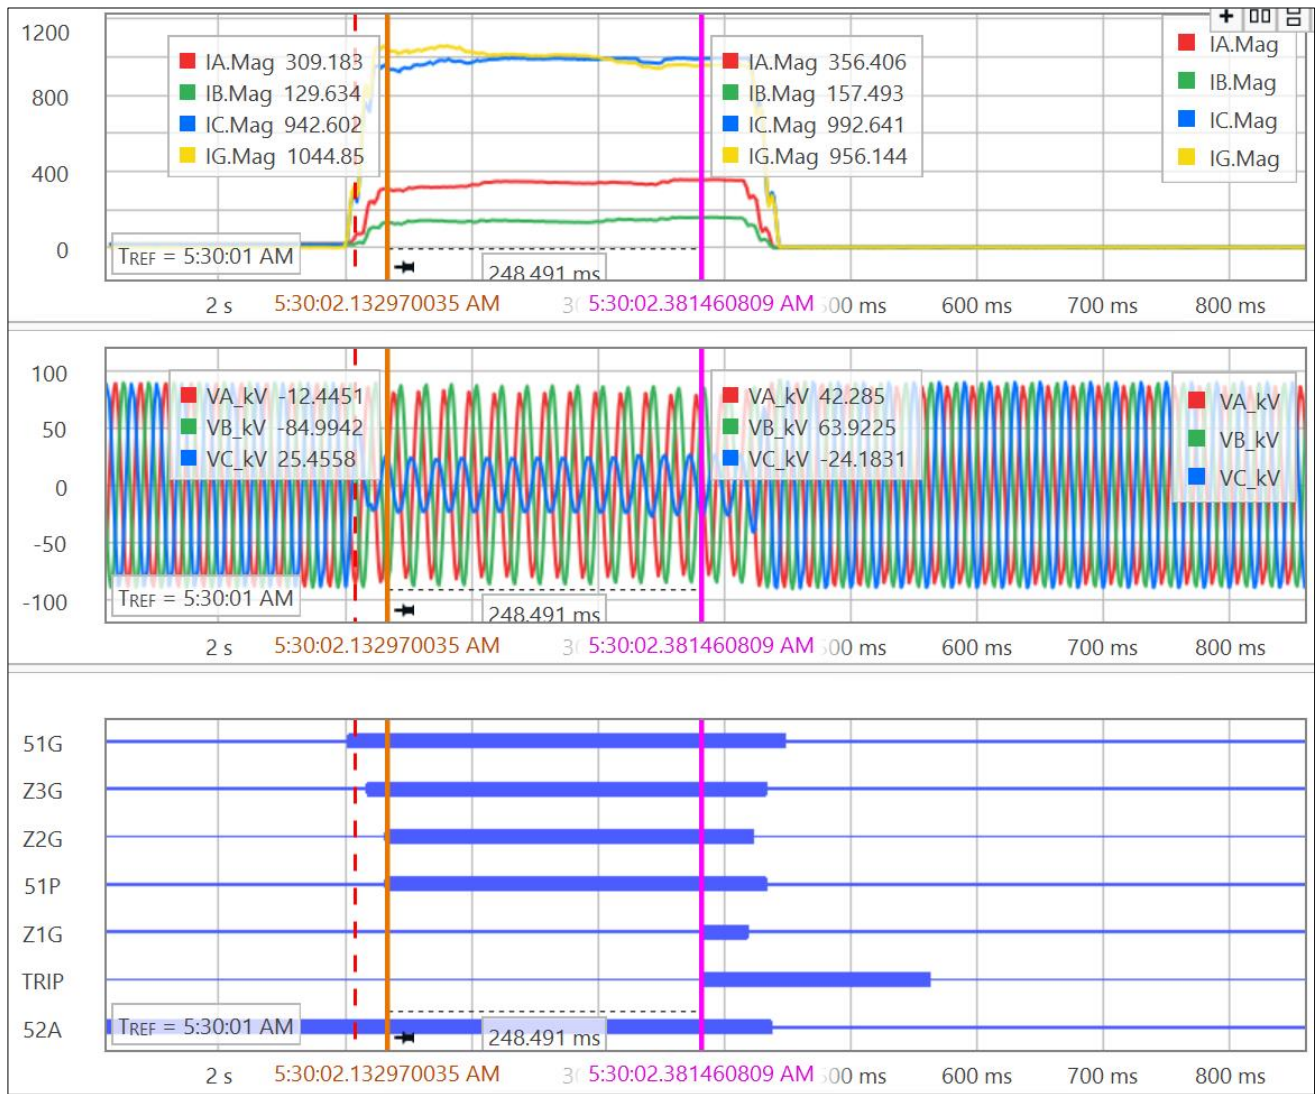 1200
800
400
0
IA.Mag 309.183
IB.Mag 129.634
IC.Mag 942.602
IG.Mag 1044.85
IA.Mag 356.406
IB.Mag 157.493
IC.Mag 992.641
IG.Mag 956.144
IA.Mag
IB.Mag
IC.Mag
IG.Mag
TREF = 5:30:01 AM
248.491 ms
2 s 5:30:02.132970035 AM 5:30:02.381460809 AM 600 ms 700 ms 800 ms
100
50
0
-50
-100
VA_kV -12.4451
VB_kV -84.9942
VC_kV 25.4558
VA_kV 42.285
VB_kV 63.9225
VC_kV -24.1831
VA_kV
VB_kV
VC_kV
TREF = 5:30:01 AM
248.491 ms
2 s 5:30:02.132970035 AM 5:30:02.381460809 AM 600 ms 700 ms 800 ms
51G
Z3G
Z2G
51P
Z1G
TRIP
52A
TREF = 5:30:01 AM
248.491 ms
2 s 5:30:02.132970035 AM 5:30:02.381460809 AM 600 ms 700 ms 800 ms